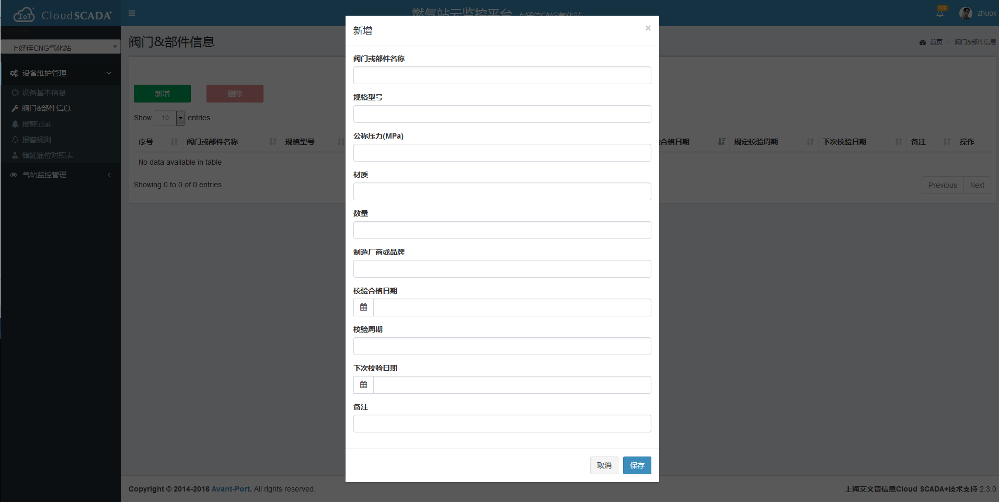 IoT CloudSCADA+
燃气站云监控平台 上好佳CNG气化站
123
zhuox
上好佳CNG气化站
设备维护管理
设备基本信息
阀门&部件信息
报警记录
报警规则
储罐液位对照表
气站监控管理
阀门&部件信息
首页 > 阀门&部件信息
新增 删除
Show 10 entries
序号 阀门或部件名称 规格型号 合格日期 规定校验周期 下次校验日期 备注 操作
No data available in table
Showing 0 to 0 of 0 entries
Previous Next
新增 ×
阀门或部件名称
规格型号
公称压力(MPa)
材质
数量
制造厂商或品牌
校验合格日期
校验周期
下次校验日期
备注
取消 保存
Copyright © 2014-2016 Avant-Port. All rights reserved.
上海艾文普信息Cloud SCADA+技术支持 2.3.0